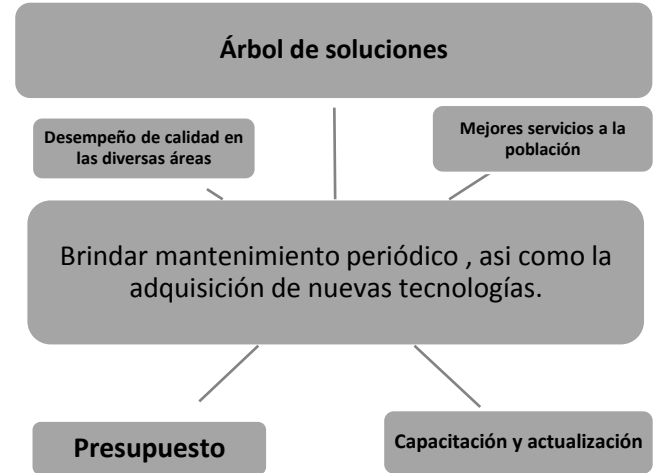 Árbol de soluciones
Desempeño de calidad en
las diversas áreas
Mejores servicios a la
población
Brindar mantenimiento periódico , asi como la
adquisición de nuevas tecnologías.
Presupuesto
Capacitación y actualización